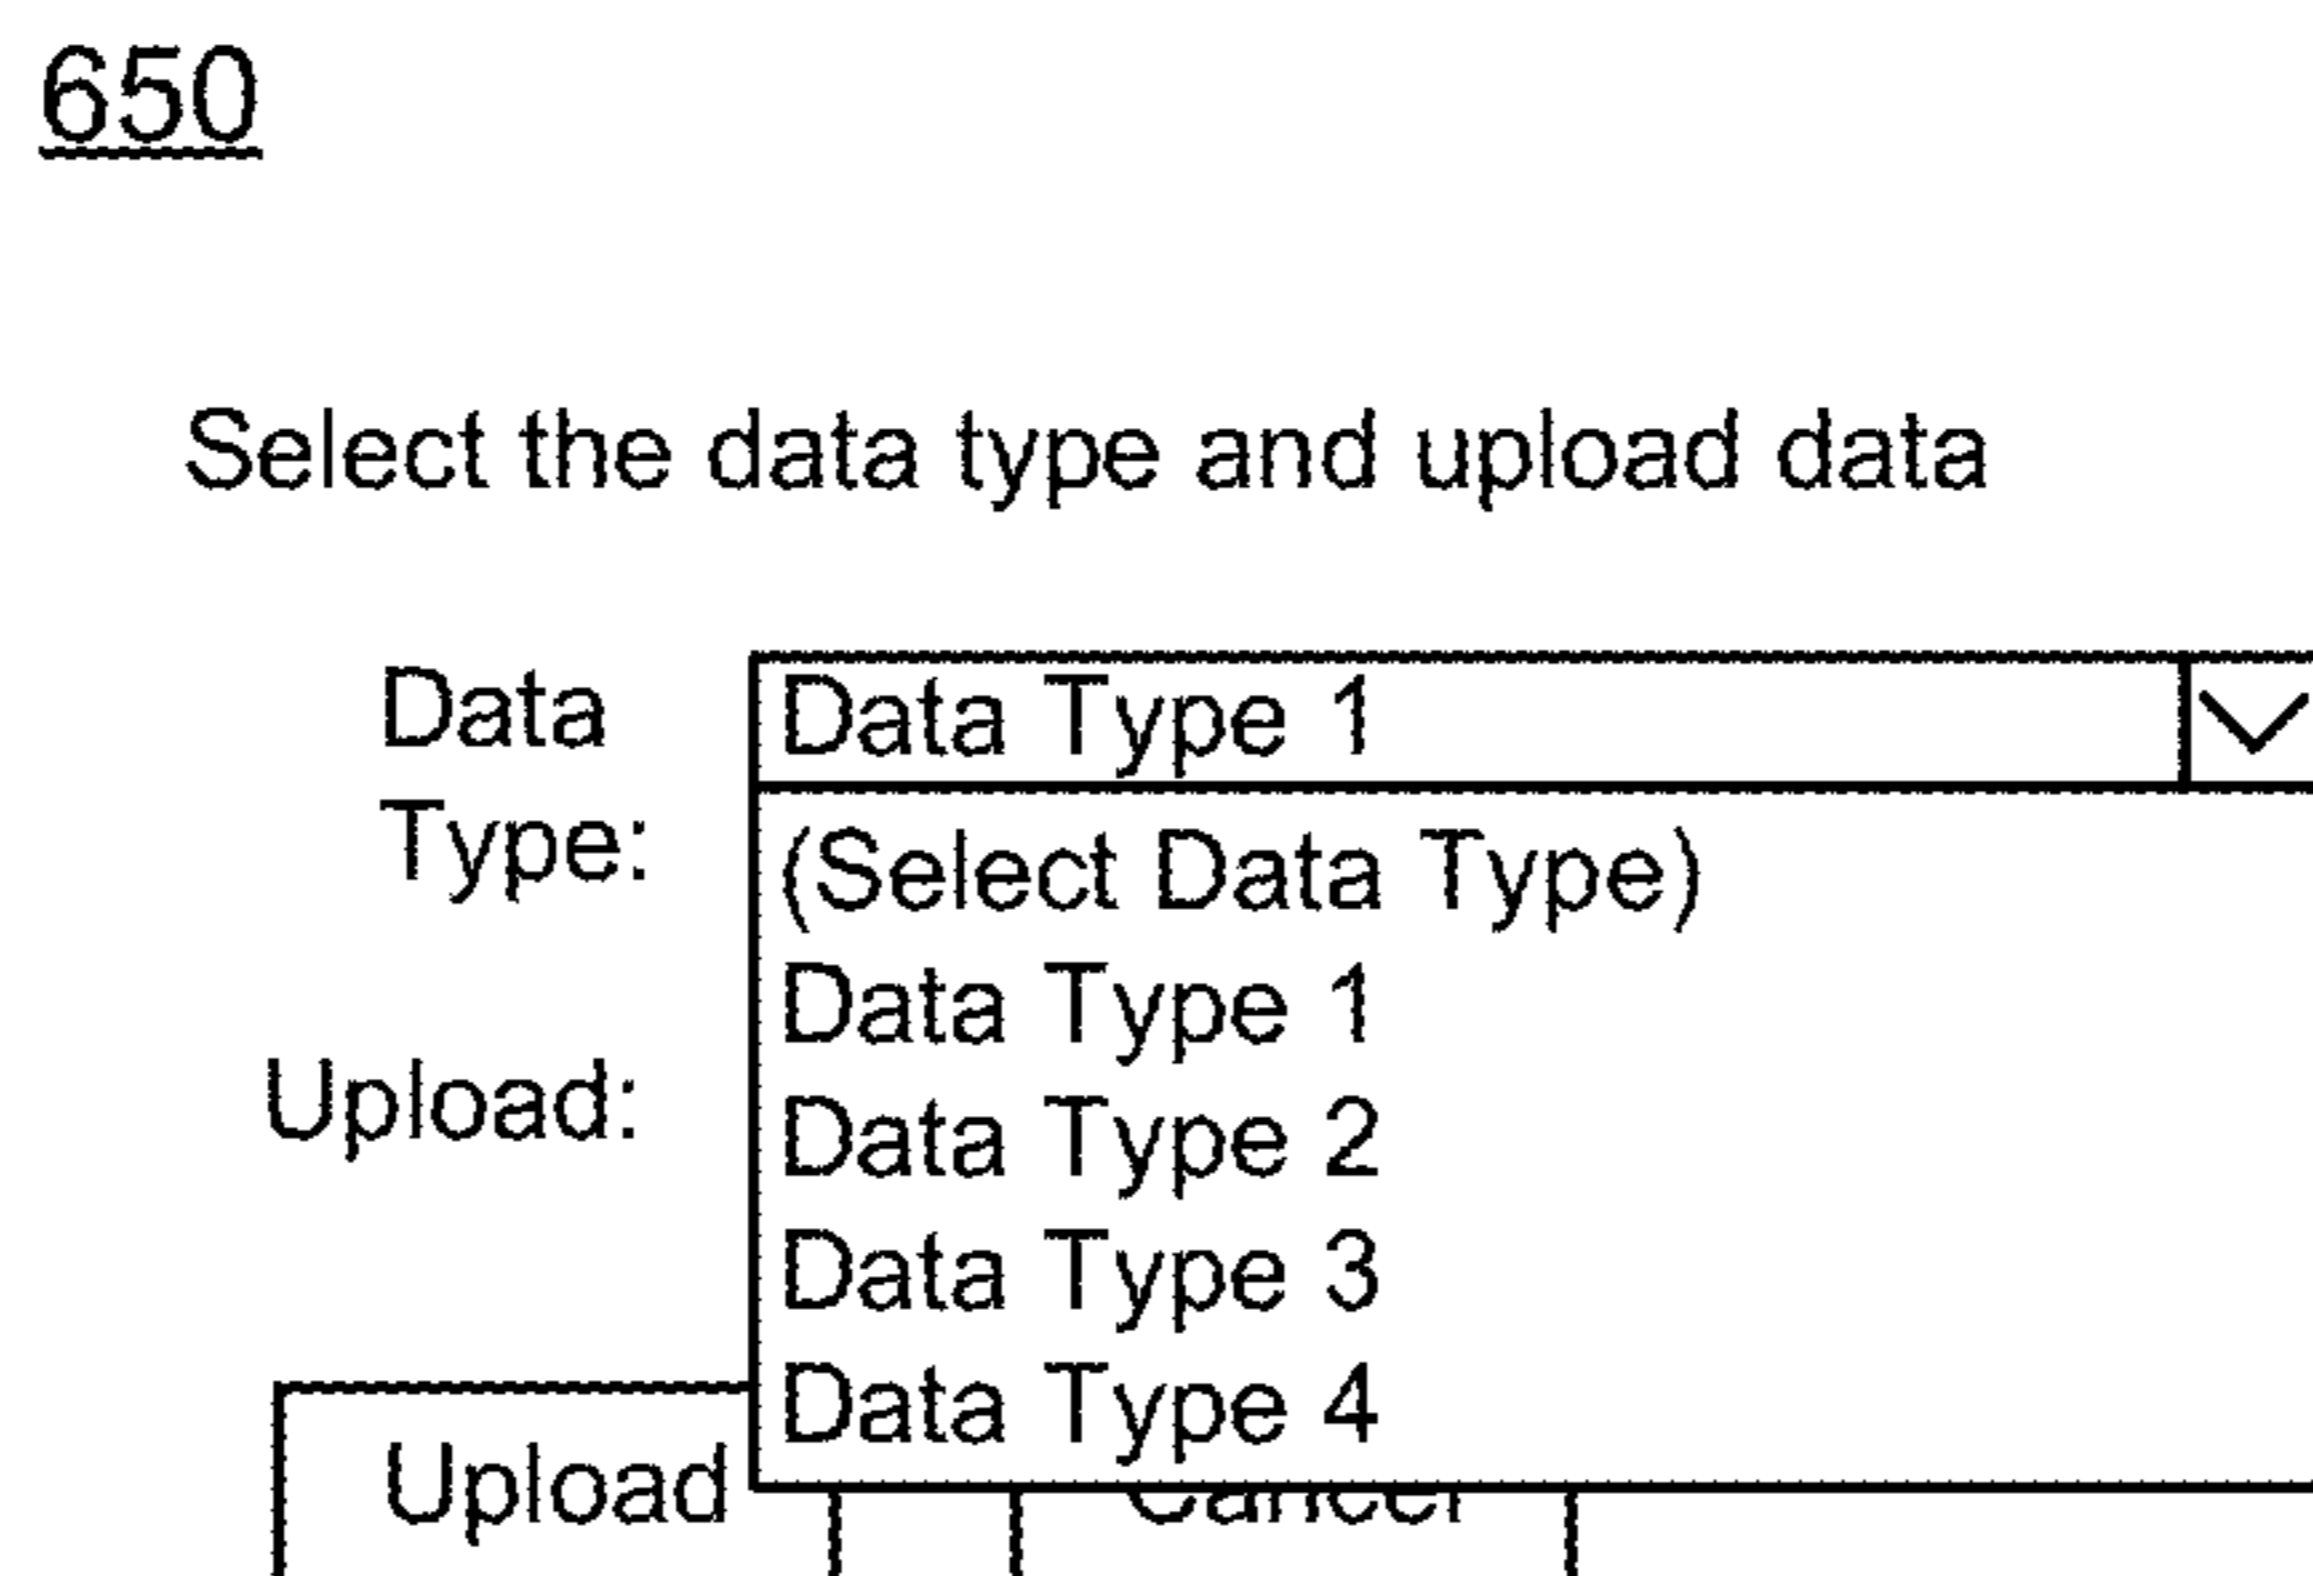 650
Select the data type and upload data
Data Type:
Data Type 1
(Select Data Type)
Data Type 1
Data Type 2
Data Type 3
Data Type 4
Upload:
Upload
Cancel